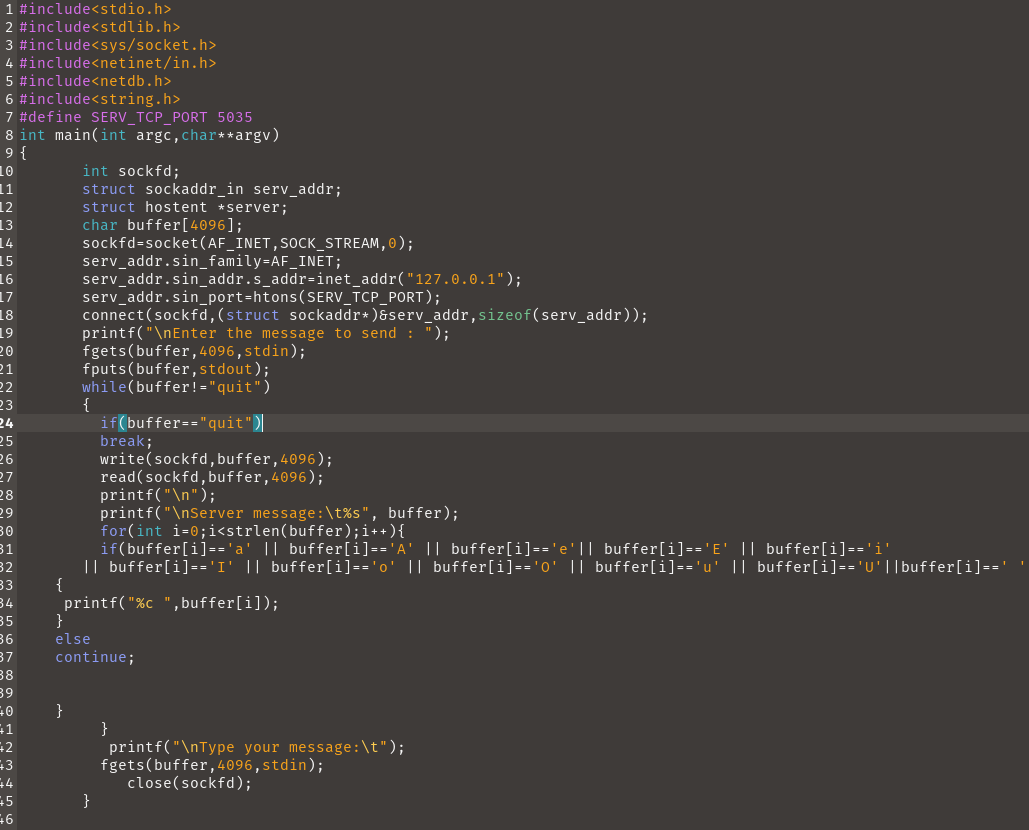 1 #include<stdio.h>
2 #include<stdlib.h>
3 #include<sys/socket.h>
4 #include<netinet/in.h>
5 #include<netdb.h>
6 #include<string.h>
7 #define SERV_TCP_PORT 5035
8 int main(int argc,char**argv)
9 {
10 int sockfd;
11 struct sockaddr_in serv_addr;
12 struct hostent *server;
13 char buffer[4096];
14 sockfd=socket(AF_INET,SOCK_STREAM,0);
15 serv_addr.sin_family=AF_INET;
16 serv_addr.sin_addr.s_addr=inet_addr("127.0.0.1");
17 serv_addr.sin_port=htons(SERV_TCP_PORT);
18 connect(sockfd,(struct sockaddr*)&serv_addr,sizeof(serv_addr));
19 printf("\nEnter the message to send : ");
20 fgets(buffer,4096,stdin);
21 fputs(buffer,stdout);
22 while(buffer!="quit")
23 {
24 if(buffer=="quit")
25 break;
26 write(sockfd,buffer,4096);
27 read(sockfd,buffer,4096);
28 printf("\n");
29 printf("\nServer message:\t%s", buffer);
30 for(int i=0;i<strlen(buffer);i++){
31 if(buffer[i]=='a' || buffer[i]=='A' || buffer[i]=='e'|| buffer[i]=='E' || buffer[i]=='i'
32 || buffer[i]=='I' || buffer[i]=='o' || buffer[i]=='O' || buffer[i]=='u' || buffer[i]=='U'||buffer[i]==' '
33 {
34 printf("%c ",buffer[i]);
35 }
36 else
37 continue;
38
39
40 }
41 }
42 printf("\nType your message:\t");
43 fgets(buffer,4096,stdin);
44 close(sockfd);
45 }
46